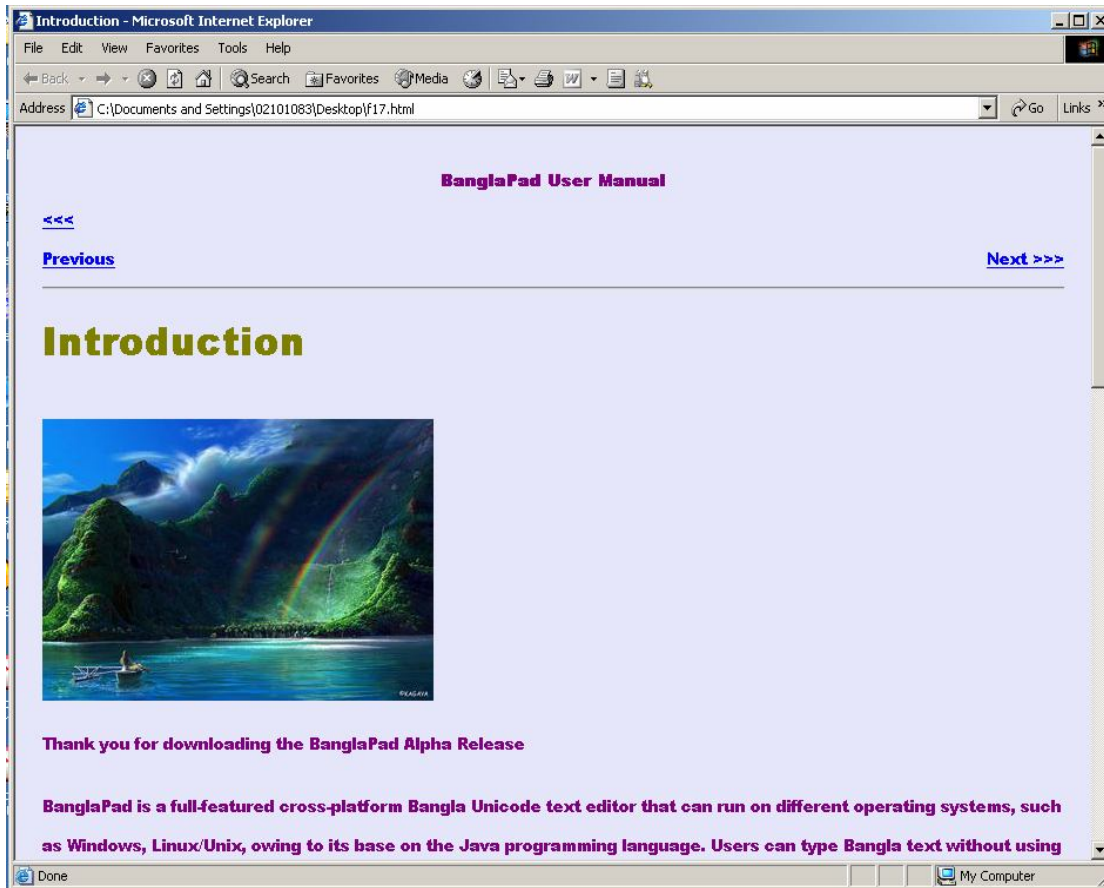 Introduction - Microsoft Internet Explorer
File Edit View Favorites Tools Help
Back Search Favorites Media
Address C:\Documents and Settings\02101083\Desktop\f17.html Go Links »
BanglaPad User Manual
<<<
Previous Next >>>
Introduction
©KAGAYA
Thank you for downloading the BanglaPad Alpha Release
BanglaPad is a full-featured cross-platform Bangla Unicode text editor that can run on different operating systems, such
as Windows, Linux/Unix, owing to its base on the Java programming language. Users can type Bangla text without using
Done My Computer